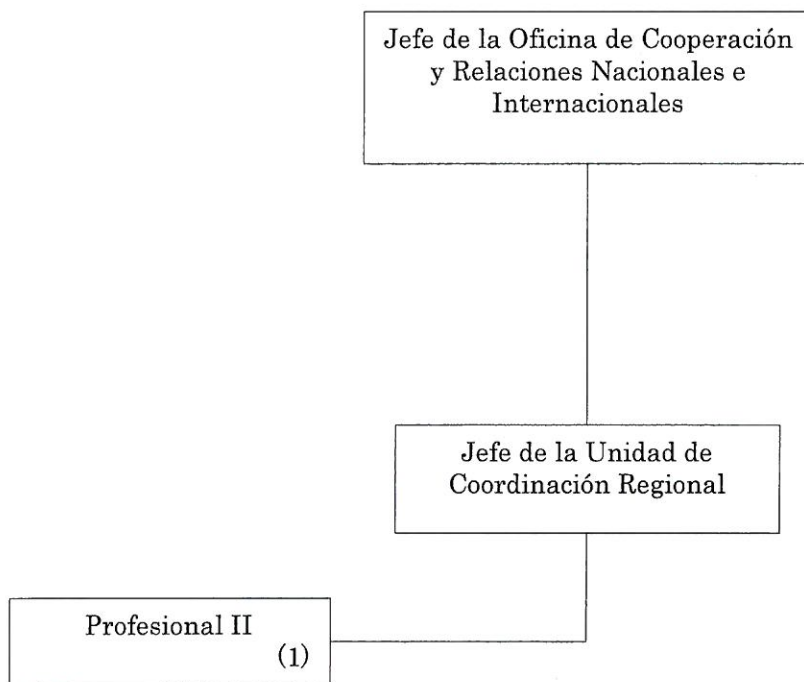 Jefe de la Oficina de Cooperación
y Relaciones Nacionales e
Internacionales
Jefe de la Unidad de
Coordinación Regional
Profesional II
(1)